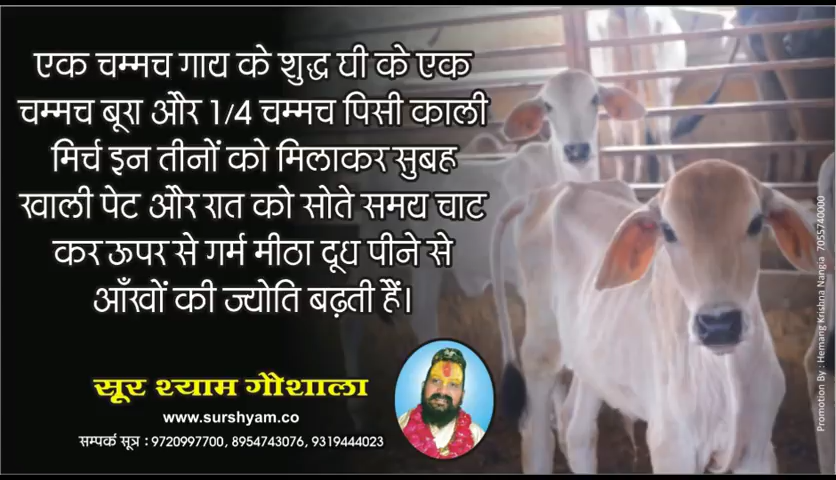 एक चम्मच गाय के शुद्ध घी के एक
चम्मच बूरा और 1/4 चम्मच पिसी काली
मिर्च इन तीनों को मिलाकर सुबह
खाली पेट और रात को सोते समय चाट
कर ऊपर से गर्म मीठा दूध पीने से
आँखों की ज्योति बढ़ती हैं।
सूर श्याम गौशाला
www.surshyam.co
सम्पर्क सूत्र : 9720997700, 8954743076, 9319444023
Promotion By : Hemang Krishna Nangia 7055740000